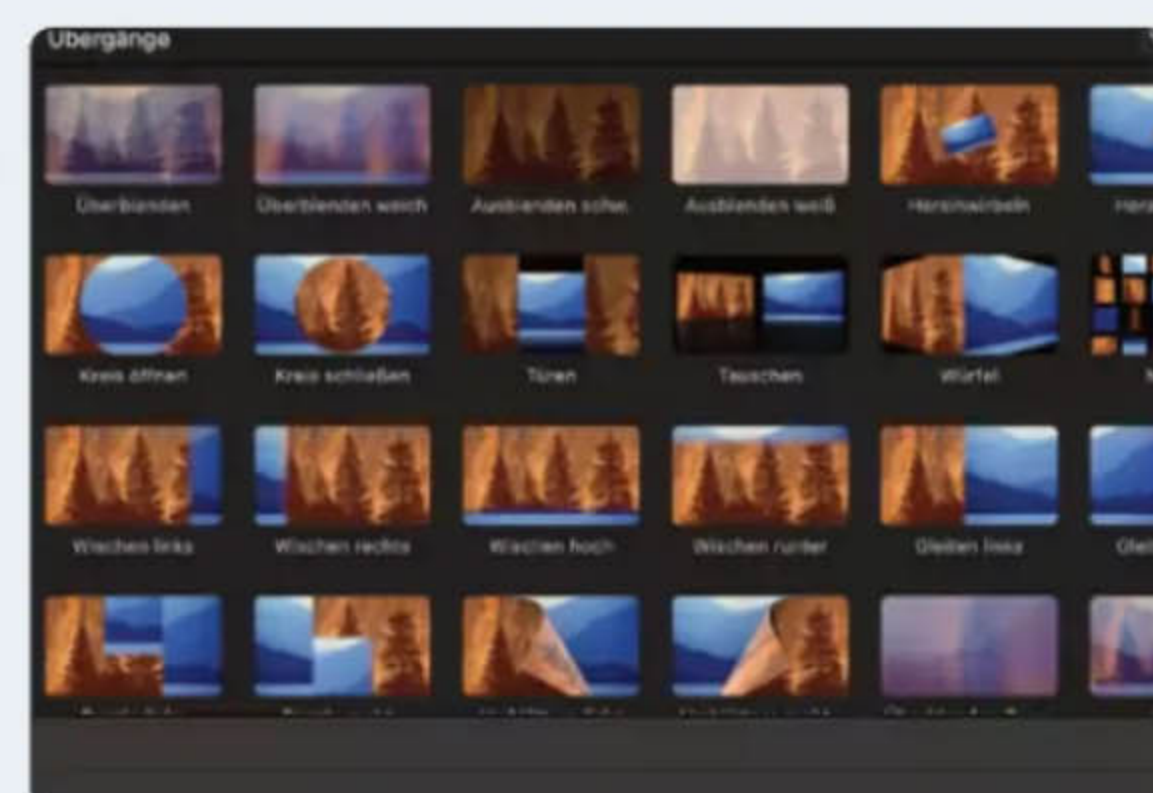 Übergänge
Überblenden Überblenden weich Ausblenden schw. Ausblenden weiß Hereinwirbeln
Kreis öffnen Kreis schließen Türen Tauschen Würfel
Wischen links Wischen rechts Wischen hoch Wischen runter Gleiten links